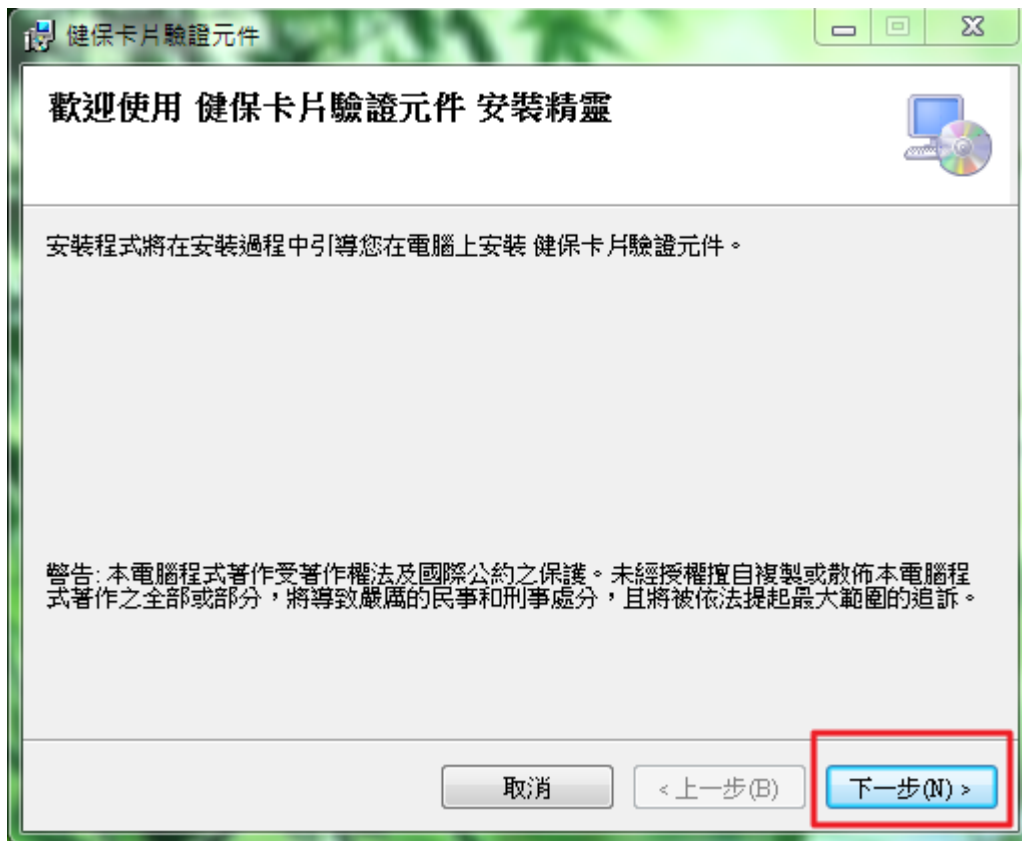 健保卡片驗證元件
歡迎使用 健保卡片驗證元件 安裝精靈
安裝程式將在安裝過程中引導您在電腦上安裝 健保卡片驗證元件。
警告: 本電腦程式著作受著作權法及國際公約之保護。未經授權擅自複製或散佈本電腦程
式著作之全部或部分，將導致嚴厲的民事和刑事處分，且將被依法提起最大範圍的追訴。
取消
<上一步(B)
下一步(N) >